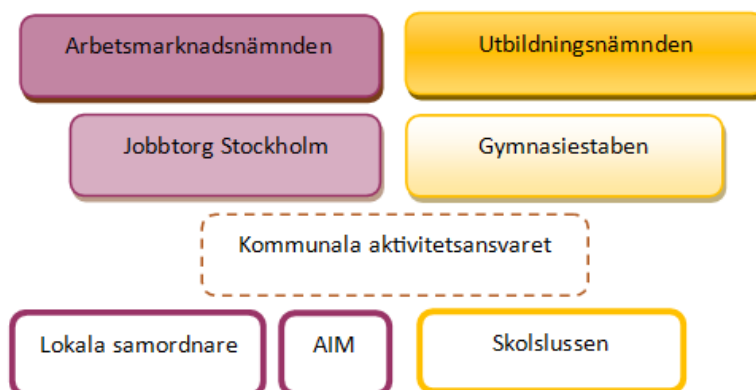 Arbetsmarknadsnämnden
Utbildningsnämnden
Jobbtorg Stockholm
Gymnasiestaben
Kommunala aktivitetsansvaret
Lokala samordnare
AIM
Skolslussen